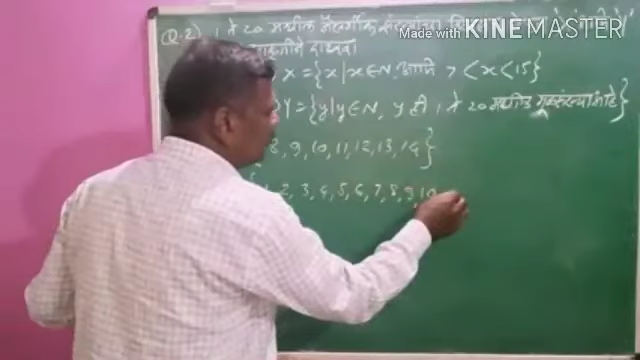 Made with KINEMASTER
Q.2) 1 ते 20 मधील नैसर्गिक संख्यांचा
दाखवा।
X = {x | x ∈ N, आणि 7 < x < 15}
Y = {y | y ∈ N, y ही 1 ते 20 मधील मूळसंख्या आहे}
8, 9, 10, 11, 12, 13, 14}
1, 2, 3, 4, 5, 6, 7, 8, 9, 10